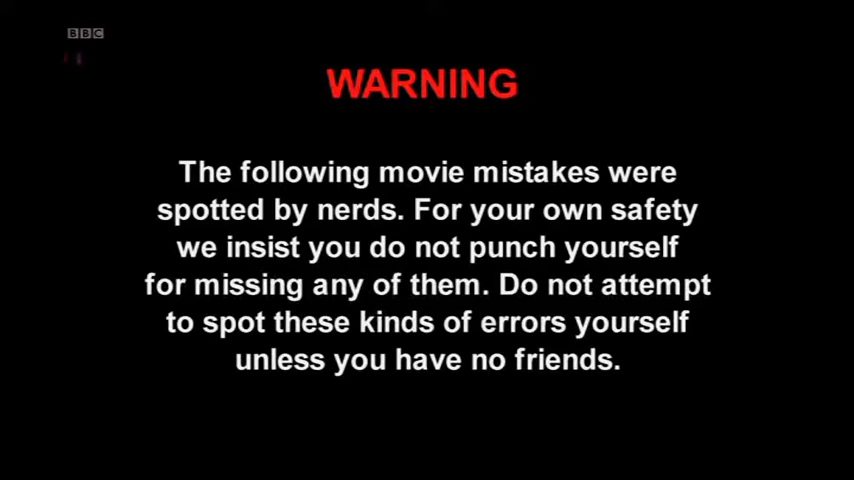 BBC
WARNING
The following movie mistakes were
spotted by nerds. For your own safety
we insist you do not punch yourself
for missing any of them. Do not attempt
to spot these kinds of errors yourself
unless you have no friends.